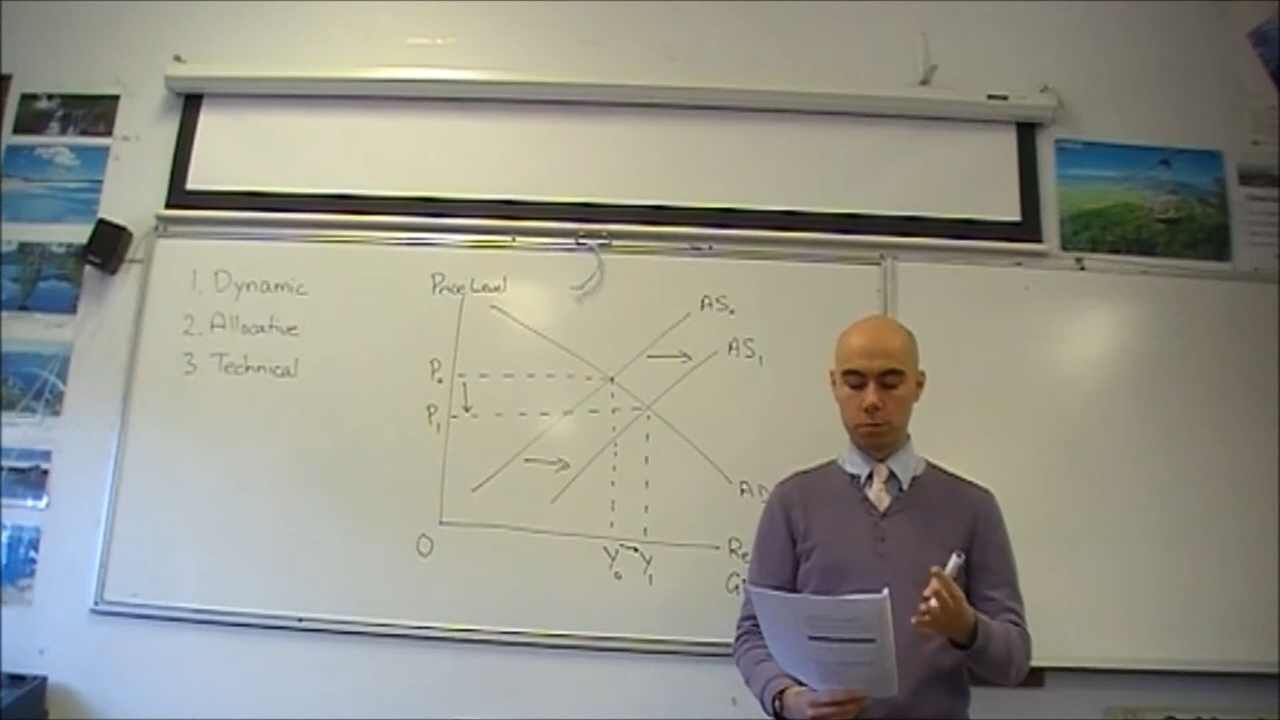 1. Dynamic
2. Allocative
3. Technical
Price Level
AS₀
AS₁
P₀
P₁
AD
O
Y₀ → Y₁
Re
G